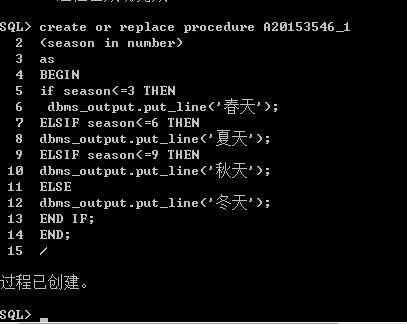 SQL> create or replace procedure A20153546_1
2 (season in number)
3 as
4 BEGIN
5 if season<=3 THEN
6 dbms_output.put_line('春天');
7 ELSIF season<=6 THEN
8 dbms_output.put_line('夏天');
9 ELSIF season<=9 THEN
10 dbms_output.put_line('秋天');
11 ELSE
12 dbms_output.put_line('冬天');
13 END IF;
14 END;
15 /
过程已创建。
SQL>